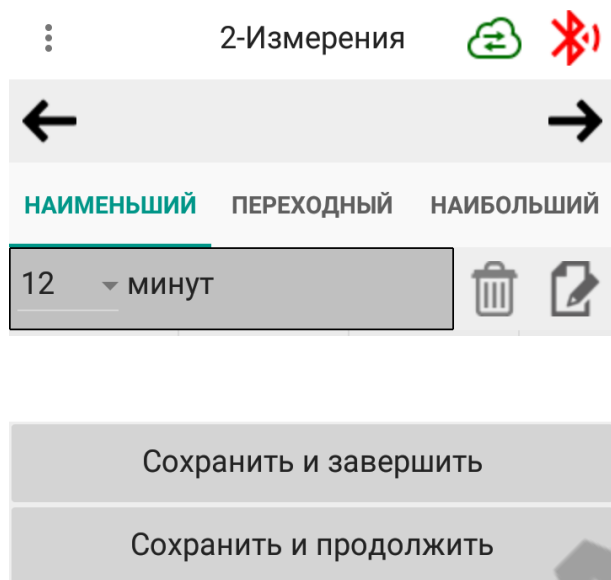 2-Измерения
НАИМЕНЬШИЙ ПЕРЕХОДНЫЙ НАИБОЛЬШИЙ
12 минут
Сохранить и завершить
Сохранить и продолжить